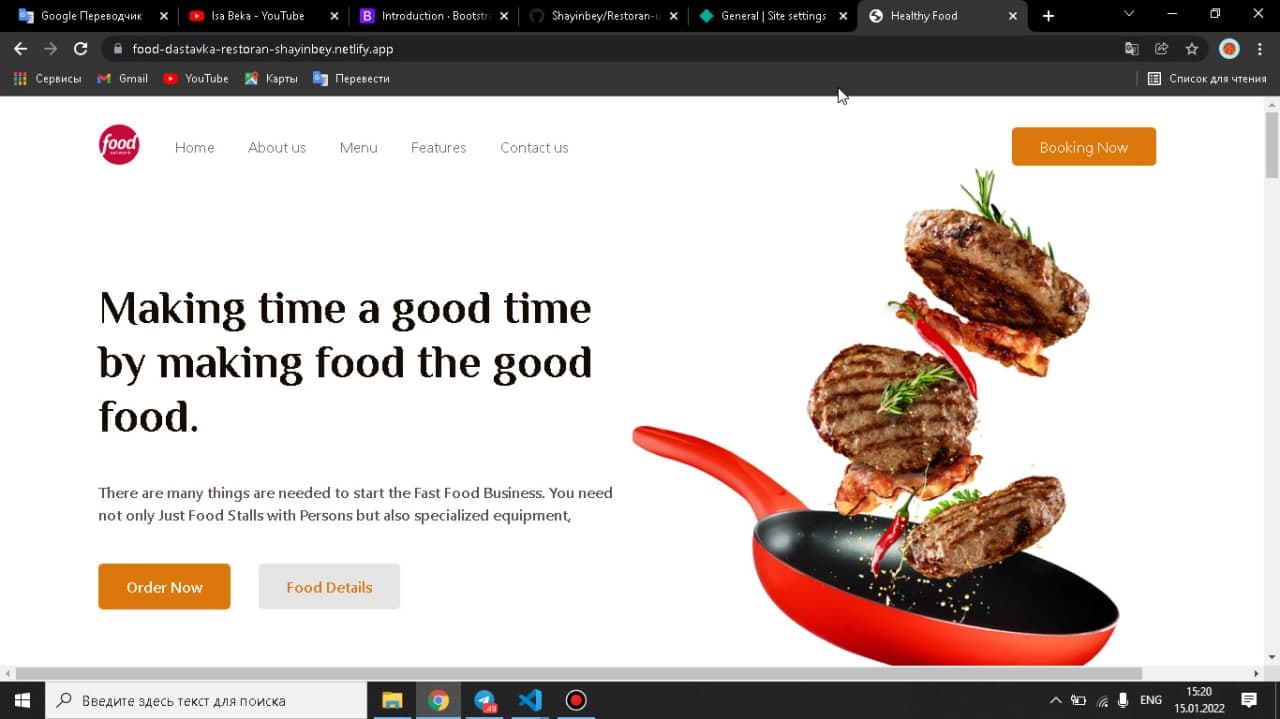 Google Переводчик
Isa Beka - YouTube
Introduction · Bootstr
Shayinbey/Restoran-u
General | Site settings
Healthy Food
food-dastavka-restoran-shayinbey.netlify.app
Сервисы
Gmail
YouTube
Карты
Перевести
Список для чтения
food
network
Home
About us
Menu
Features
Contact us
Booking Now
Making time a good time
by making food the good
food.
There are many things are needed to start the Fast Food Business. You need
not only Just Food Stalls with Persons but also specialized equipment,
Order Now
Food Details
Введите здесь текст для поиска
49
ENG
15:20
15.01.2022